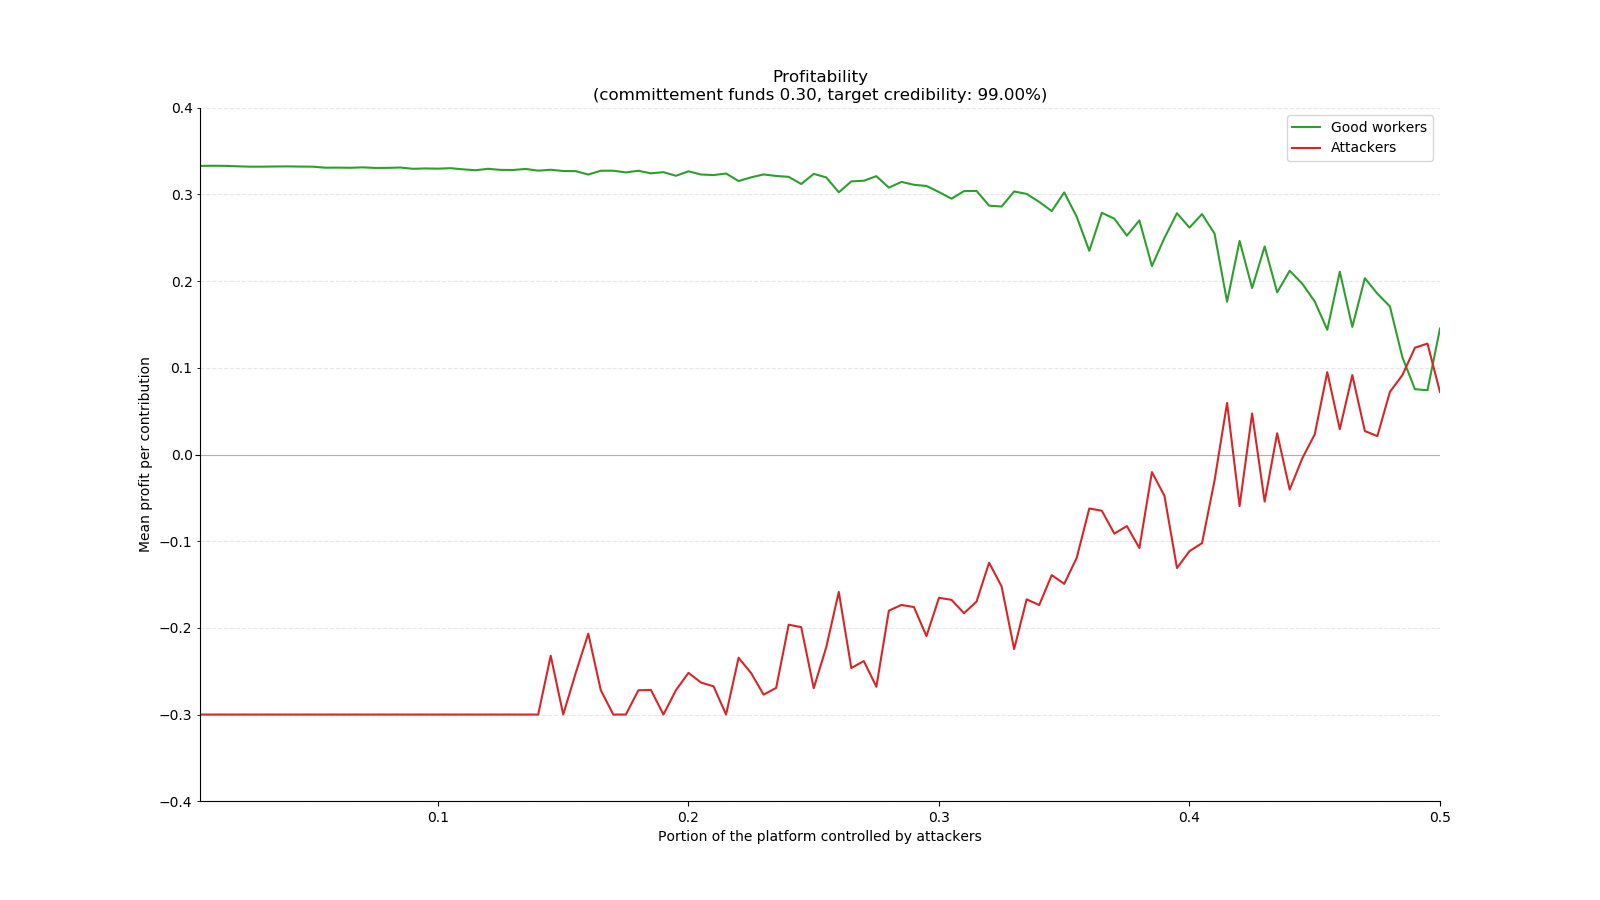 Profitability
(committement funds 0.30, target credibility: 99.00%)
Good workers
Attackers
0.4
0.3
0.2
0.1
0.0
−0.1
−0.2
−0.3
−0.4
Mean profit per contribution
0.1 0.2 0.3 0.4 0.5
Portion of the platform controlled by attackers